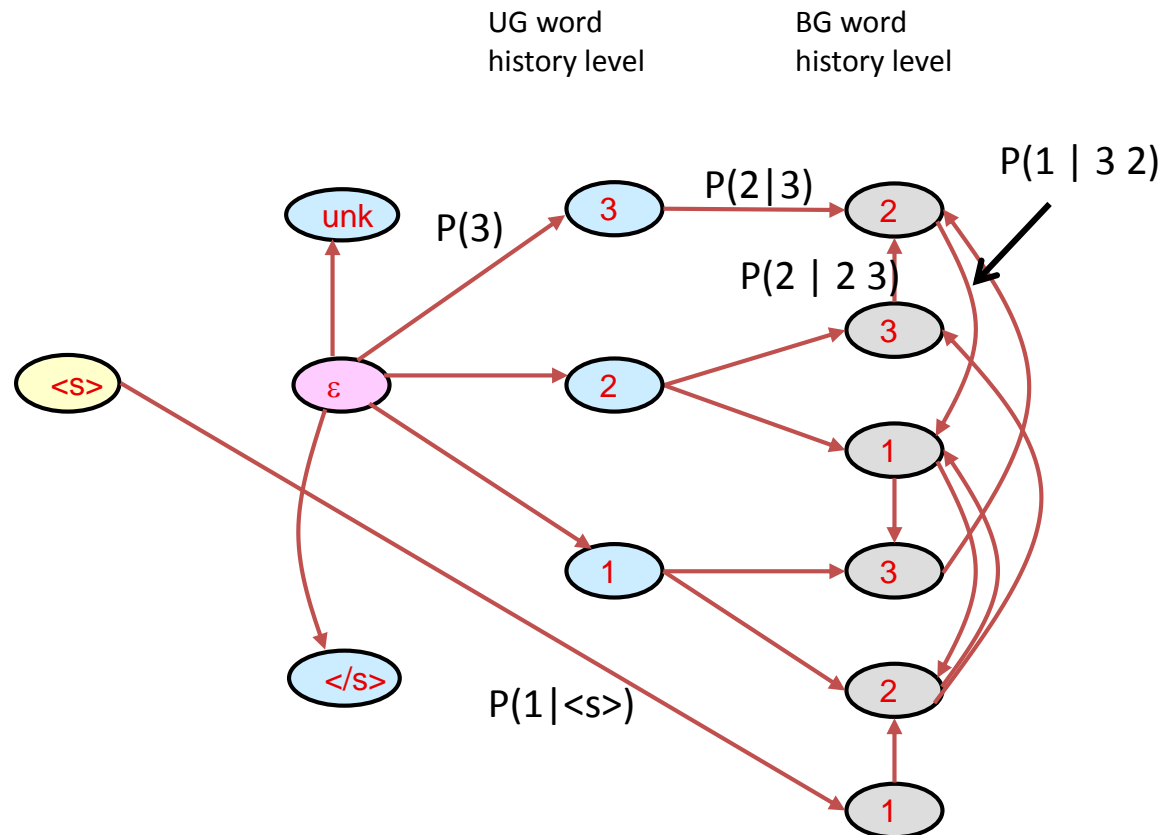 UG word
history level
BG word
history level
P(1 | 3 2)
unk
P(3)
3
P(2|3)
2
P(2 | 2 3)
3
<s>
ε
2
1
1
3
</s>
2
P(1|<s>)
1